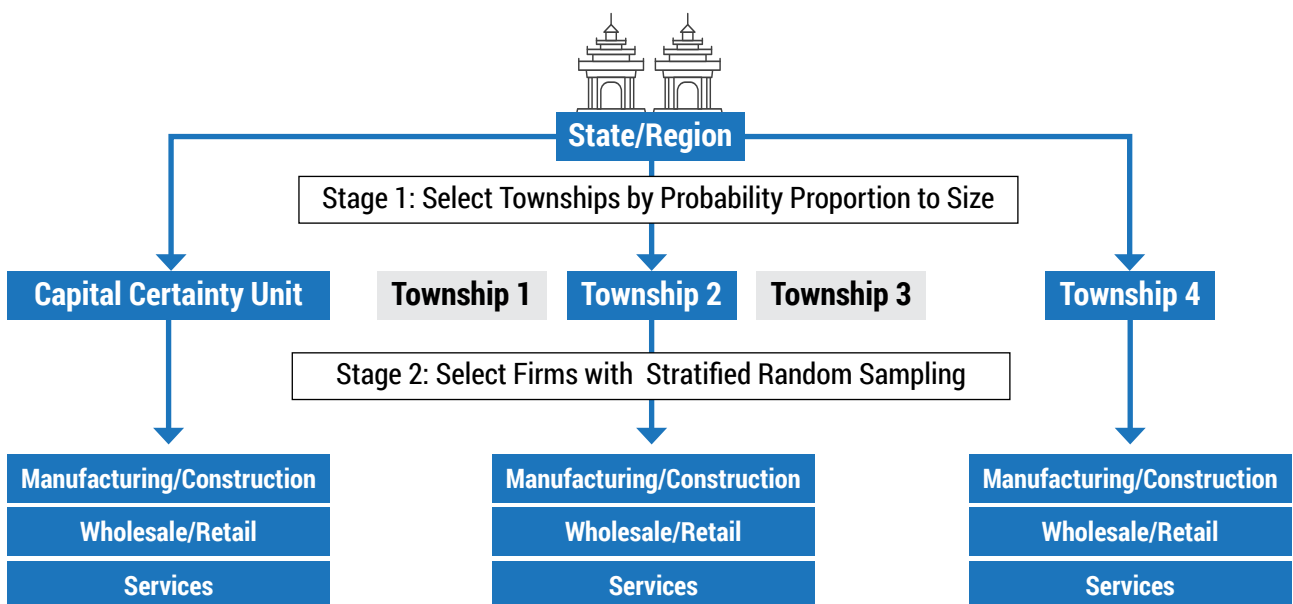 State/Region
Stage 1: Select Townships by Probability Proportion to Size
Capital Certainty Unit
Township 1
Township 2
Township 3
Township 4
Stage 2: Select Firms with Stratified Random Sampling
Manufacturing/Construction
Wholesale/Retail
Services
Manufacturing/Construction
Wholesale/Retail
Services
Manufacturing/Construction
Wholesale/Retail
Services